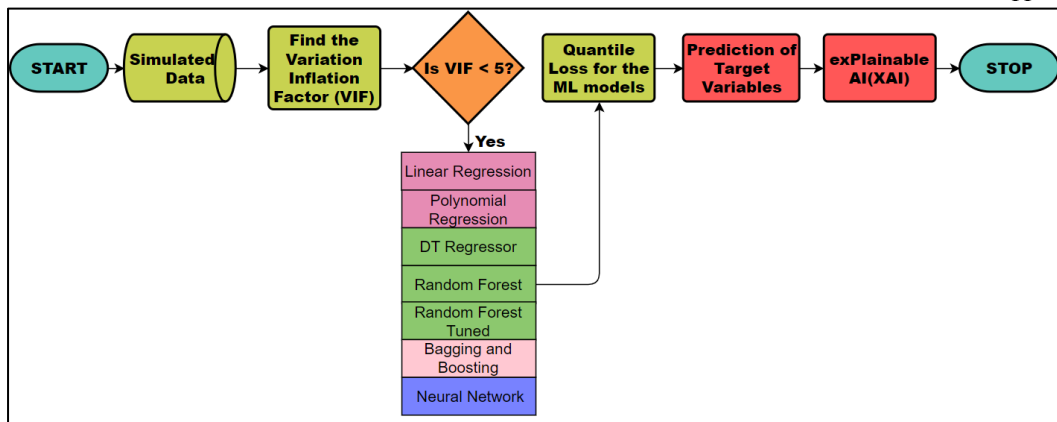 START
Simulated
Data
Find the
Variation
Inflation
Factor (VIF)
Is VIF < 5?
Yes
Linear Regression
Polynomial
Regression
DT Regressor
Random Forest
Random Forest
Tuned
Bagging and
Boosting
Neural Network
Quantile
Loss for the
ML models
Prediction of
Target
Variables
exPlainable
AI(XAI)
STOP